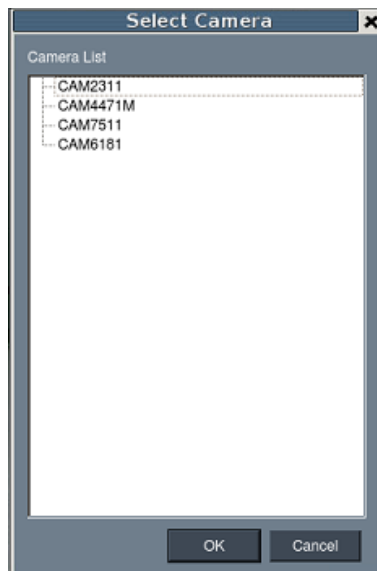 Select Camera
Camera List
CAM2311
CAM4471M
CAM7511
CAM6181
OK
Cancel